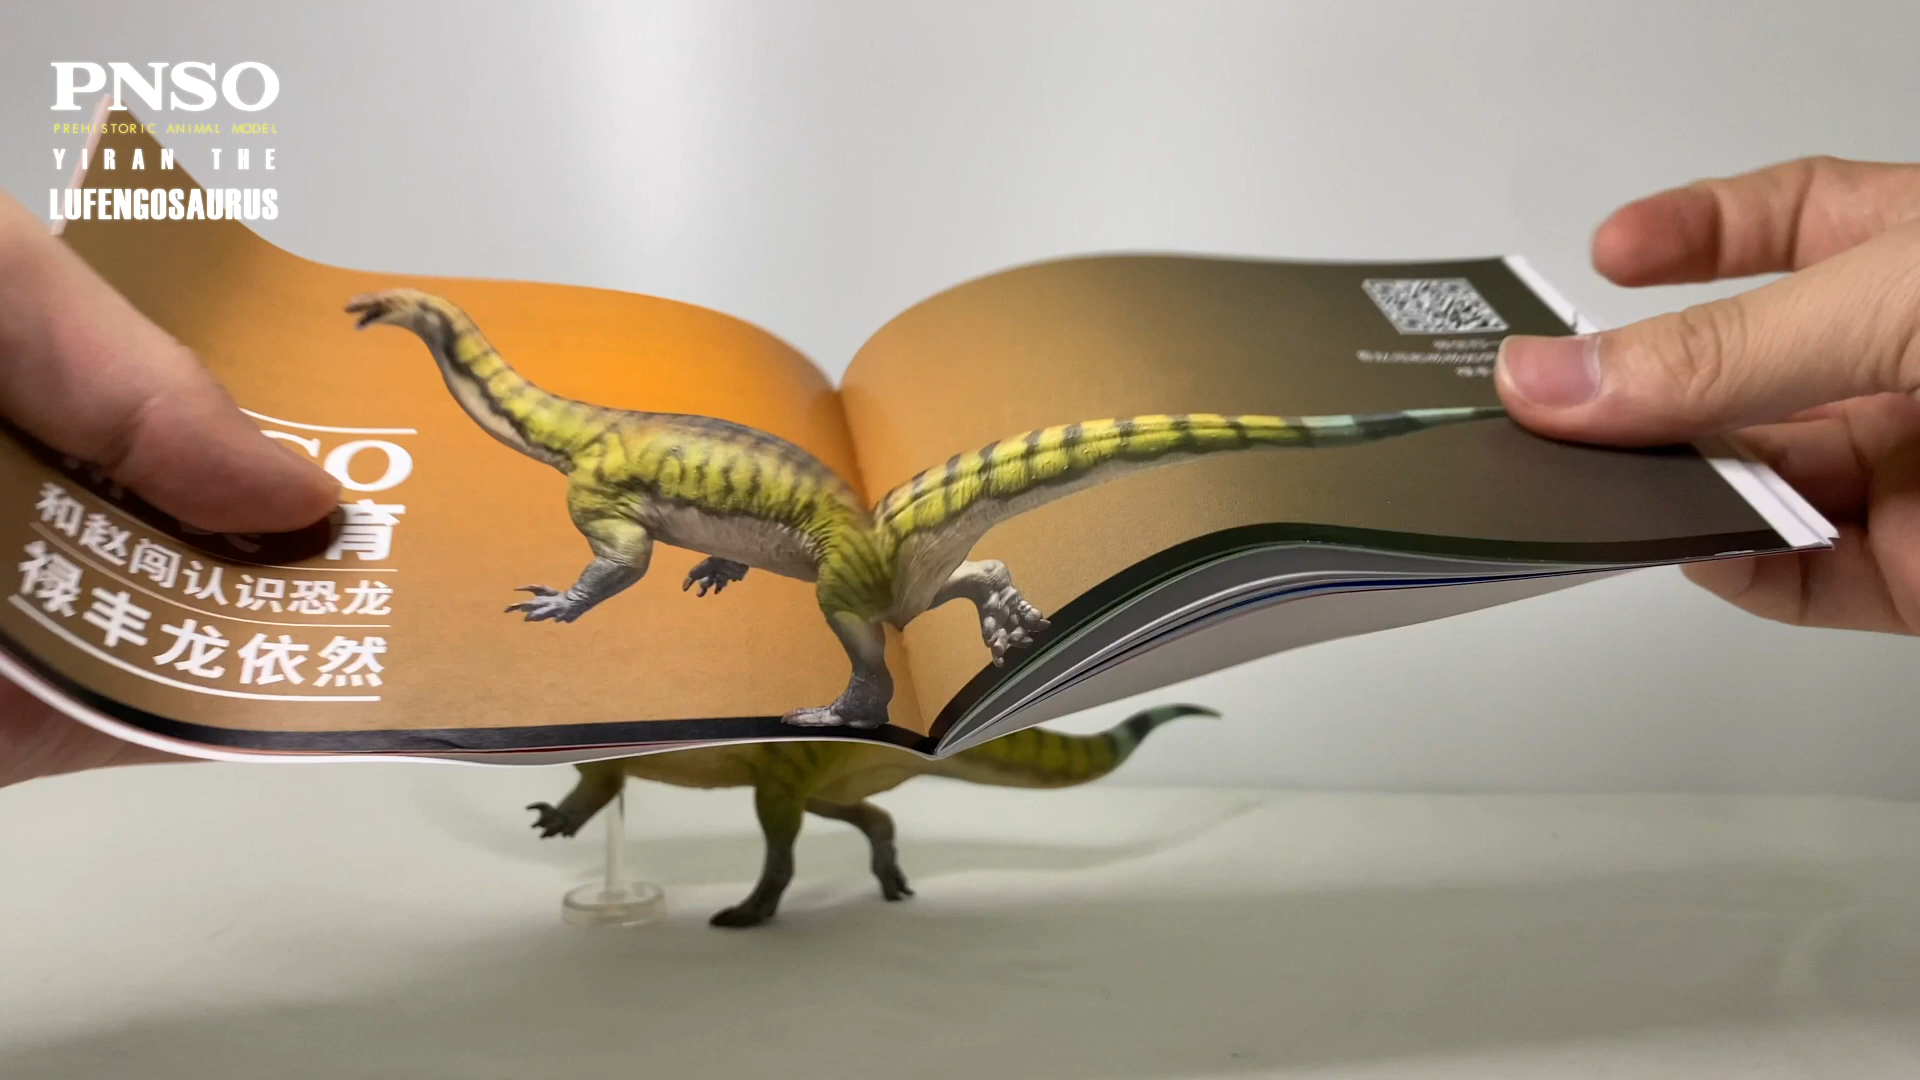 PNSO
PREHISTORIC ANIMAL MODEL
YIRAN THE
LUFENGOSAURUS
育
和赵闯认识恐龙
禄丰龙依然